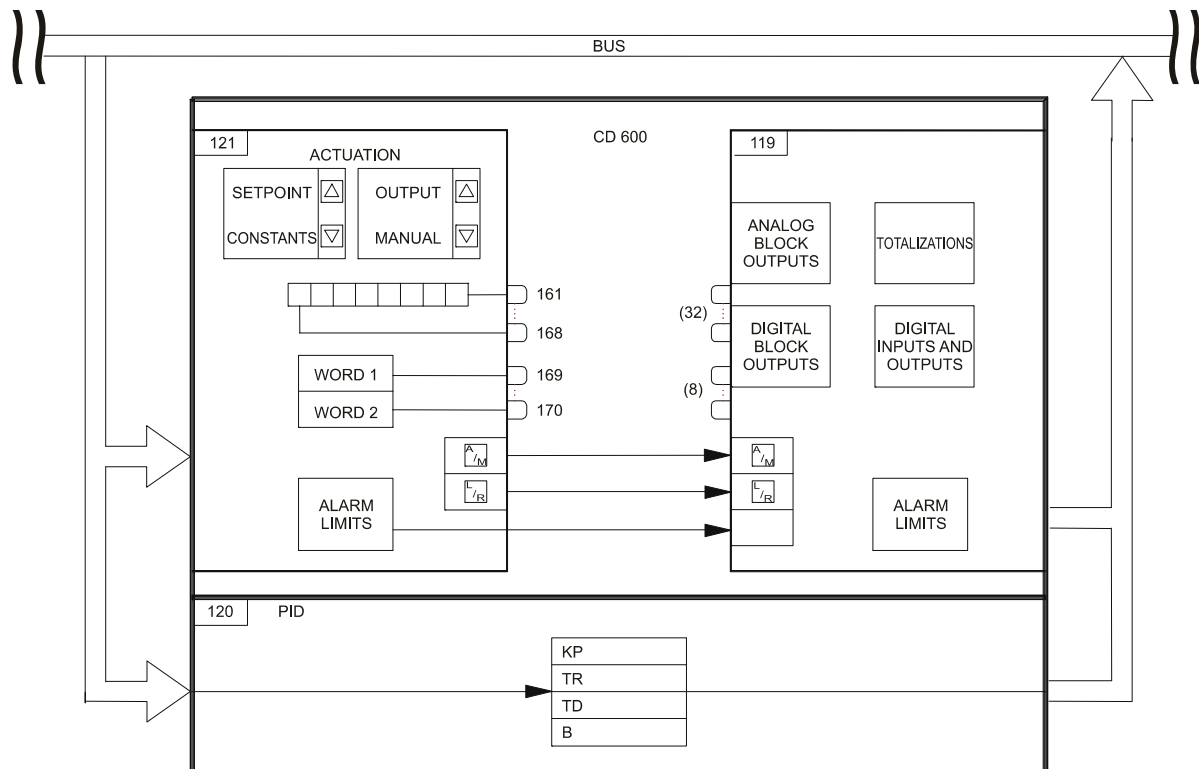 BUS
CD 600
121
ACTUATION
SETPOINT
CONSTANTS
OUTPUT
MANUAL
161
168
WORD 1
169
WORD 2
170
A/M
L/R
ALARM
LIMITS
119
ANALOG
BLOCK
OUTPUTS
TOTALIZATIONS
(32)
DIGITAL
BLOCK
OUTPUTS
DIGITAL
INPUTS AND
OUTPUTS
(8)
A/M
L/R
ALARM
LIMITS
120
PID
KP
TR
TD
B